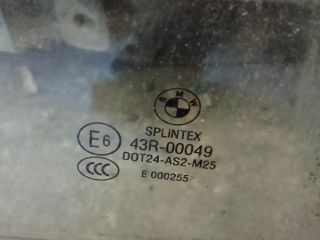 BMW
SPLiNTEX
E6 43R-00049
CCC DOT24-AS2-M25
E 000255